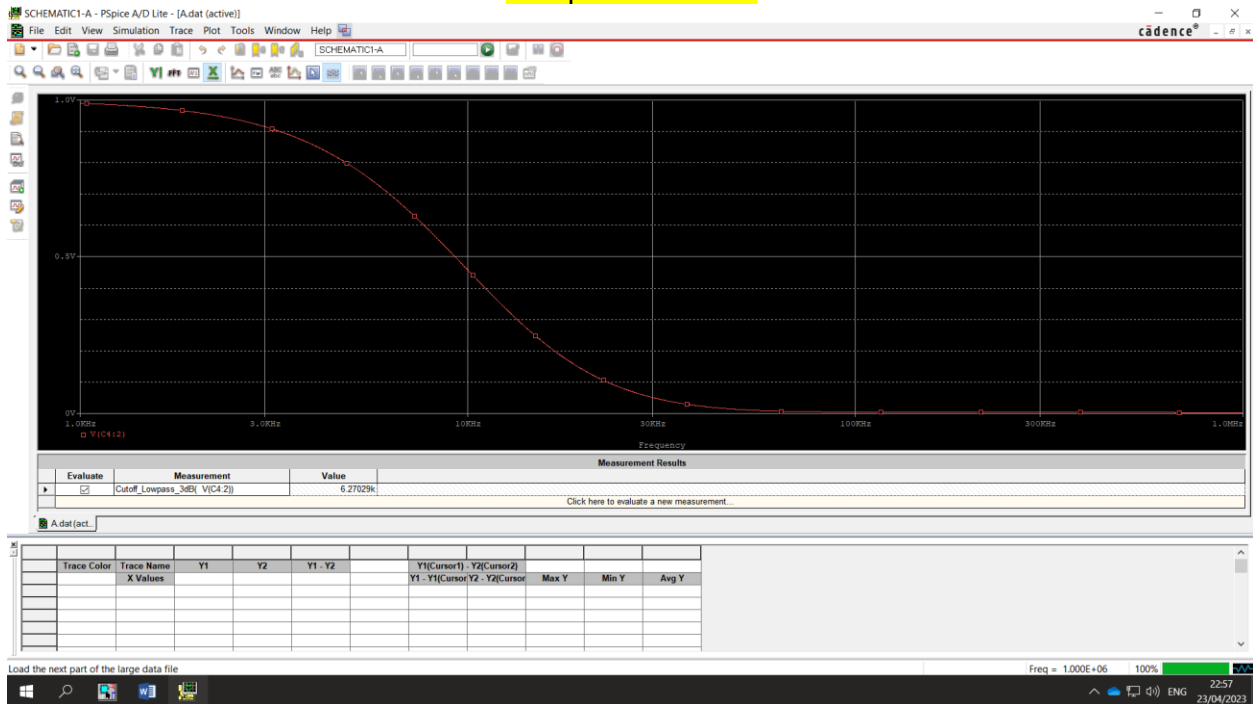 SCHEMATIC1-A - PSpice A/D Lite - [A.dat (active)]
File Edit View Simulation Trace Plot Tools Window Help
cādence®
SCHEMATIC1-A
1.0V
0.5V
0V
1.0KHz 3.0KHz 10KHz 30KHz 100KHz 300KHz 1.0MHz
V(C4:2)
Frequency
Measurement Results
Evaluate Measurement Value
Cutoff_Lowpass_3dB( V(C4:2)) 6.27029k
Click here to evaluate a new measurement...
A.dat (act...
Trace Color Trace Name Y1 Y2 Y1 - Y2 Y1(Cursor1) - Y2(Cursor2)
X Values Y1 - Y1(Cursor Y2 - Y2(Cursor Max Y Min Y Avg Y
Load the next part of the large data file
Freq = 1.000E+06 100%
ENG 22:57
23/04/2023